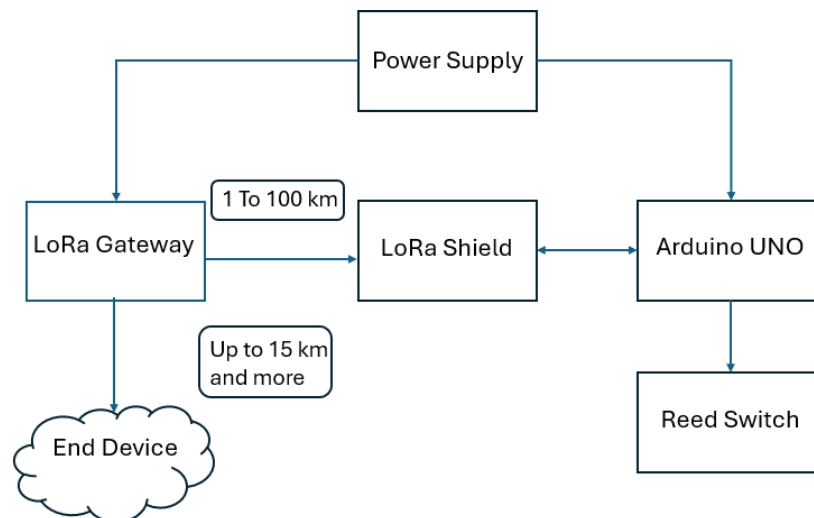 Power Supply
1 To 100 km
LoRa Gateway
LoRa Shield
Arduino UNO
Up to 15 km
and more
Reed Switch
End Device